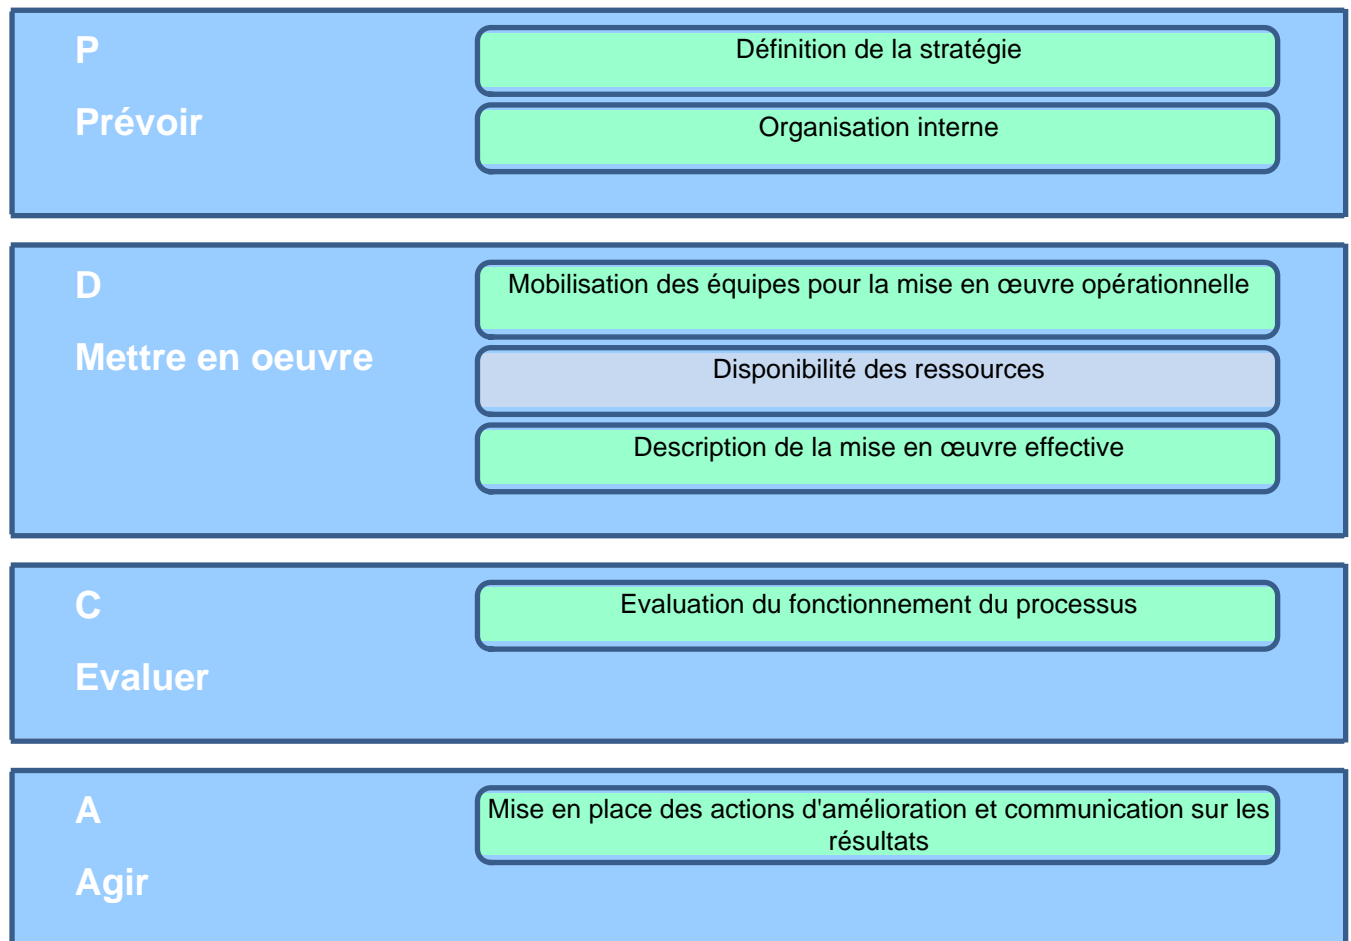 P
Prévoir
Définition de la stratégie
Organisation interne
D
Mettre en oeuvre
Mobilisation des équipes pour la mise en œuvre opérationnelle
Disponibilité des ressources
Description de la mise en œuvre effective
C
Evaluer
Evaluation du fonctionnement du processus
A
Agir
Mise en place des actions d'amélioration et communication sur les
résultats